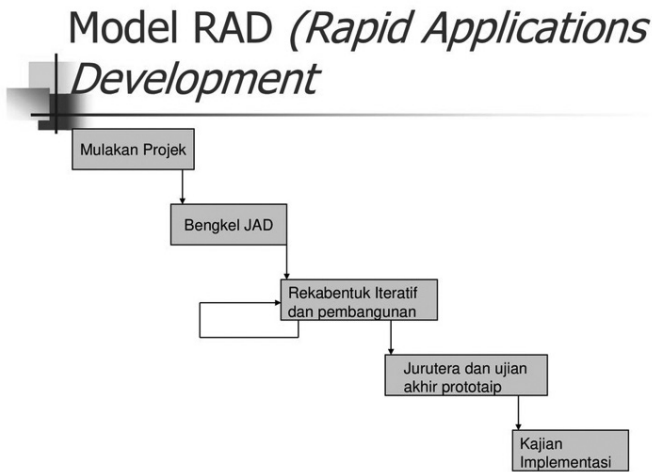 Model RAD (Rapid Applications
Development
Mulakan Projek
Bengkel JAD
Rekabentuk Iteratif
dan pembangunan
Jurutera dan ujian
akhir prototaip
Kajian
Implementasi